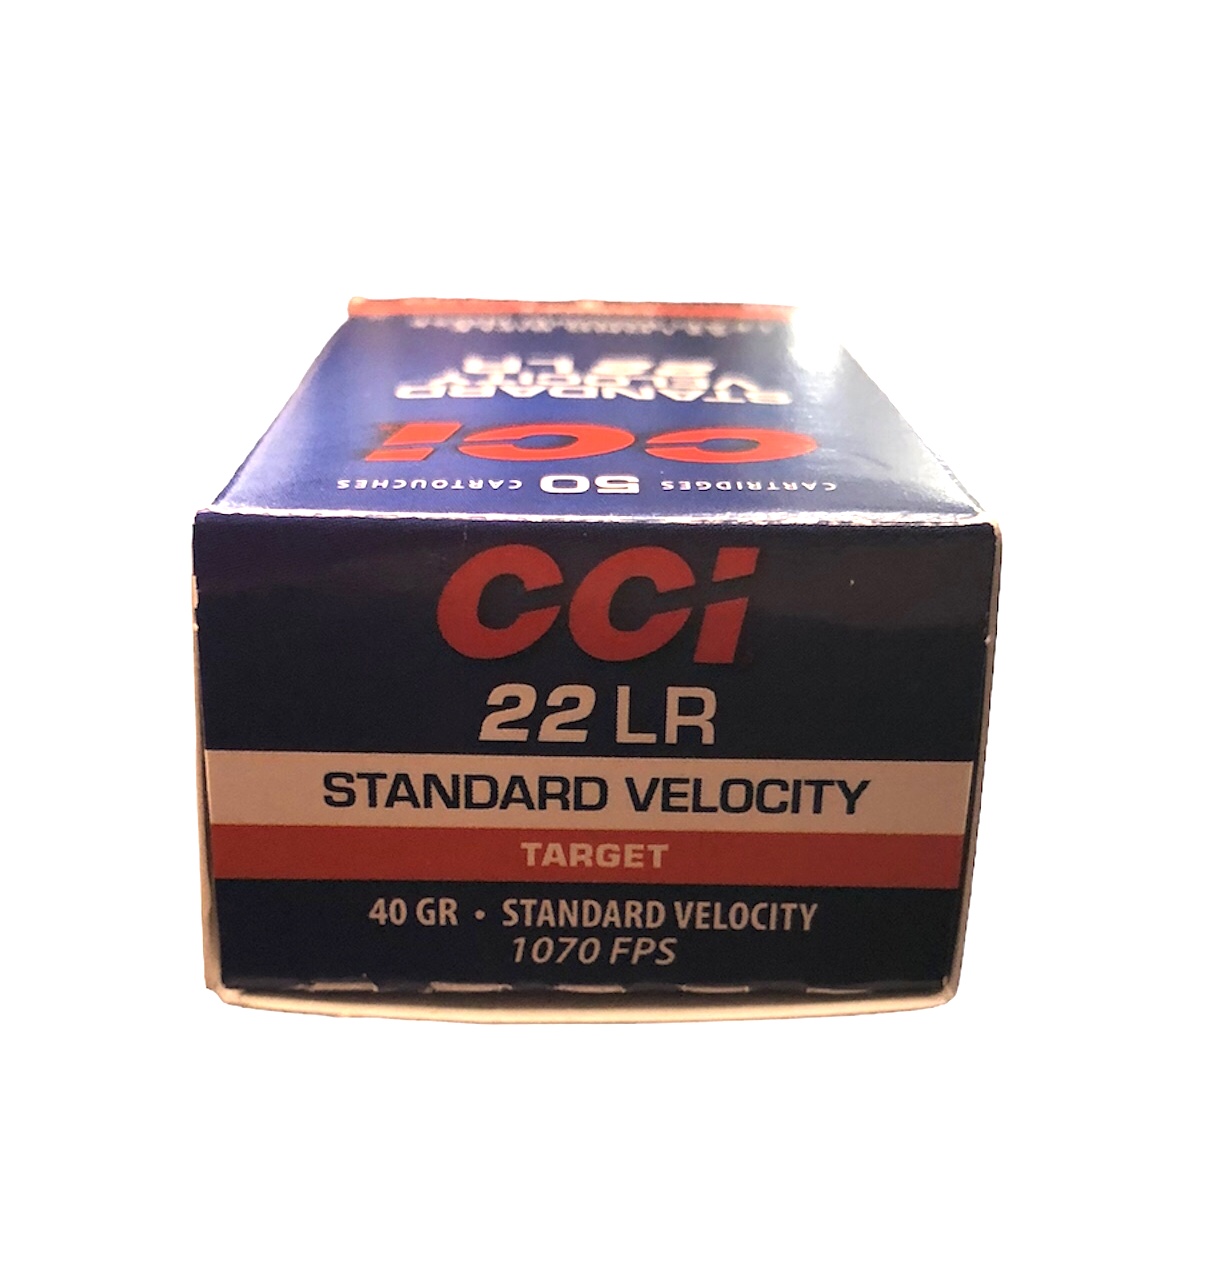 CARTRIDGES 50 CARTOUCHES
CCI
STANDARD
VELOCITY
22 LR
CCI
22 LR
STANDARD VELOCITY
TARGET
40 GR • STANDARD VELOCITY
1070 FPS